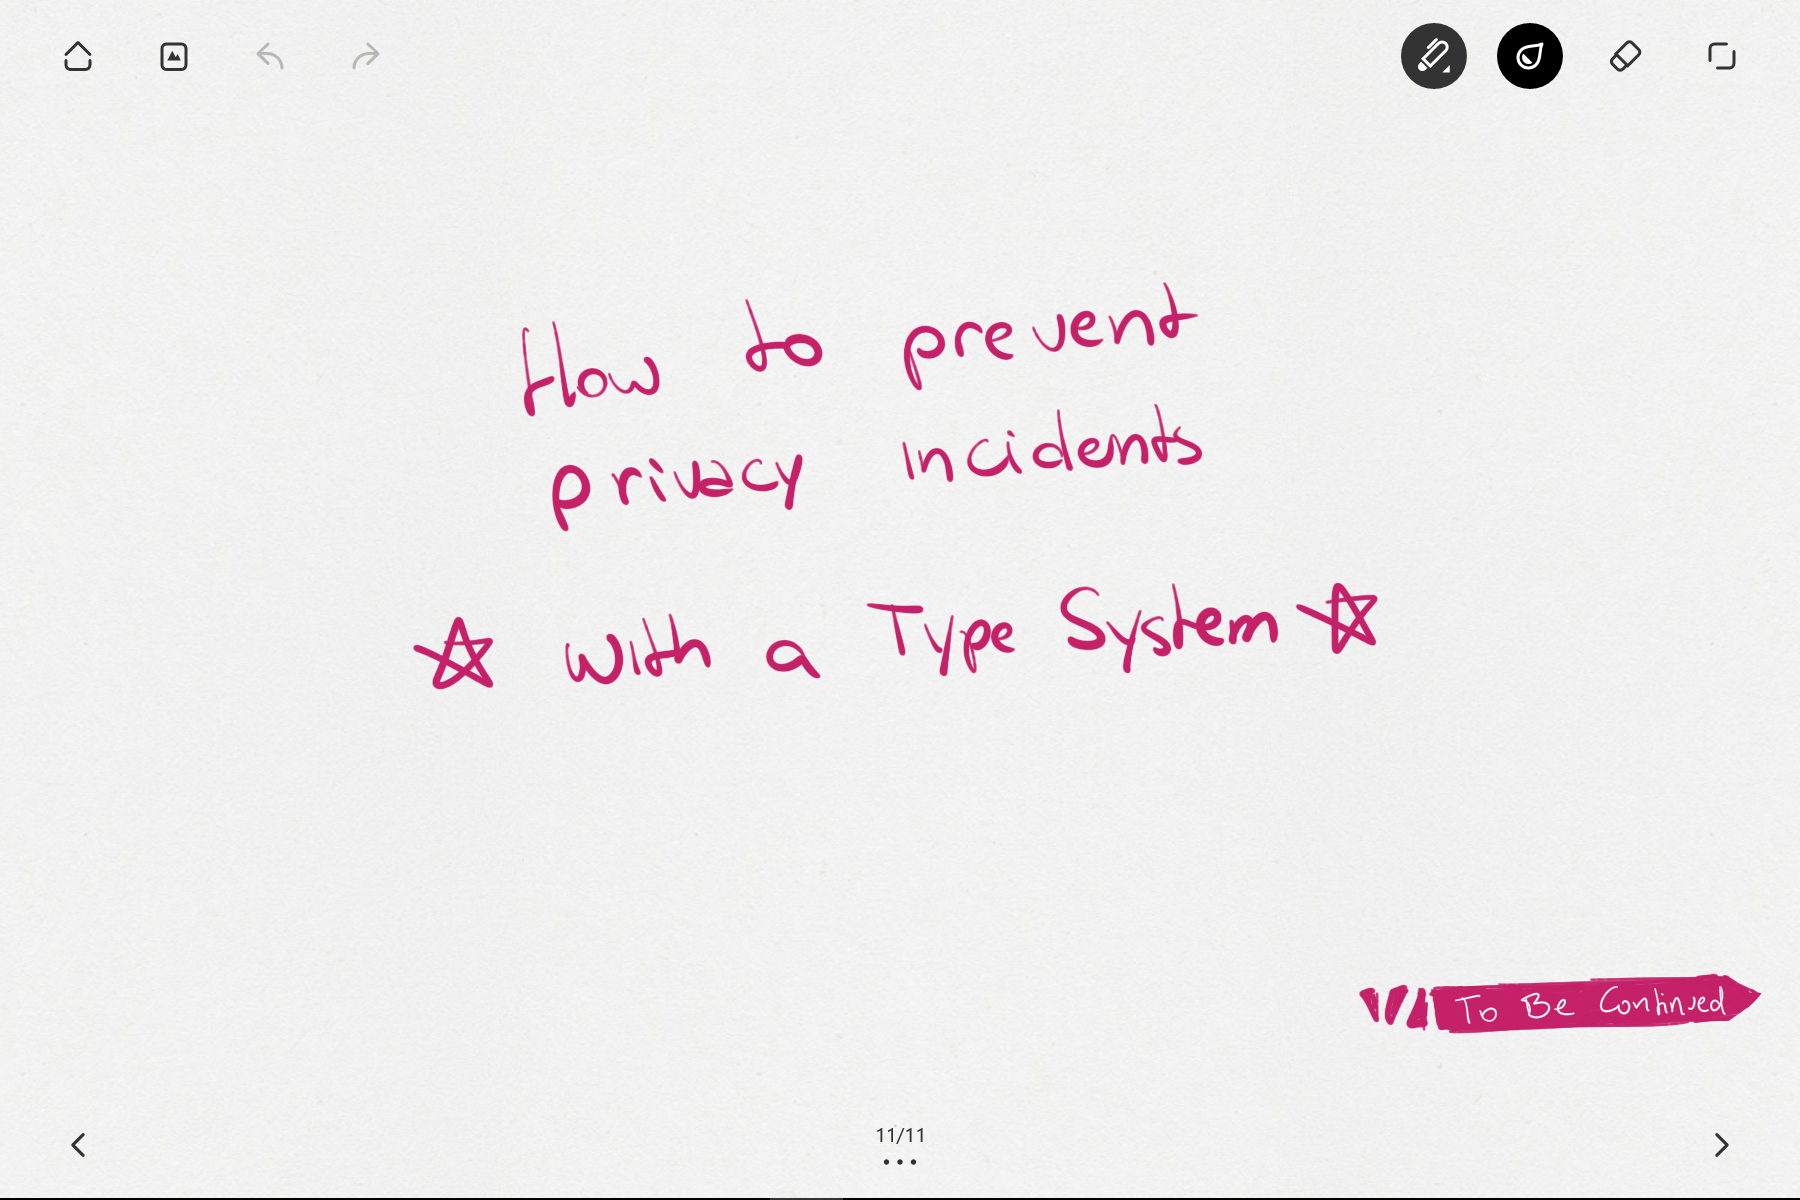 How to prevent
privacy incidents
☆ with a Type System ☆
To Be Continued
11/11